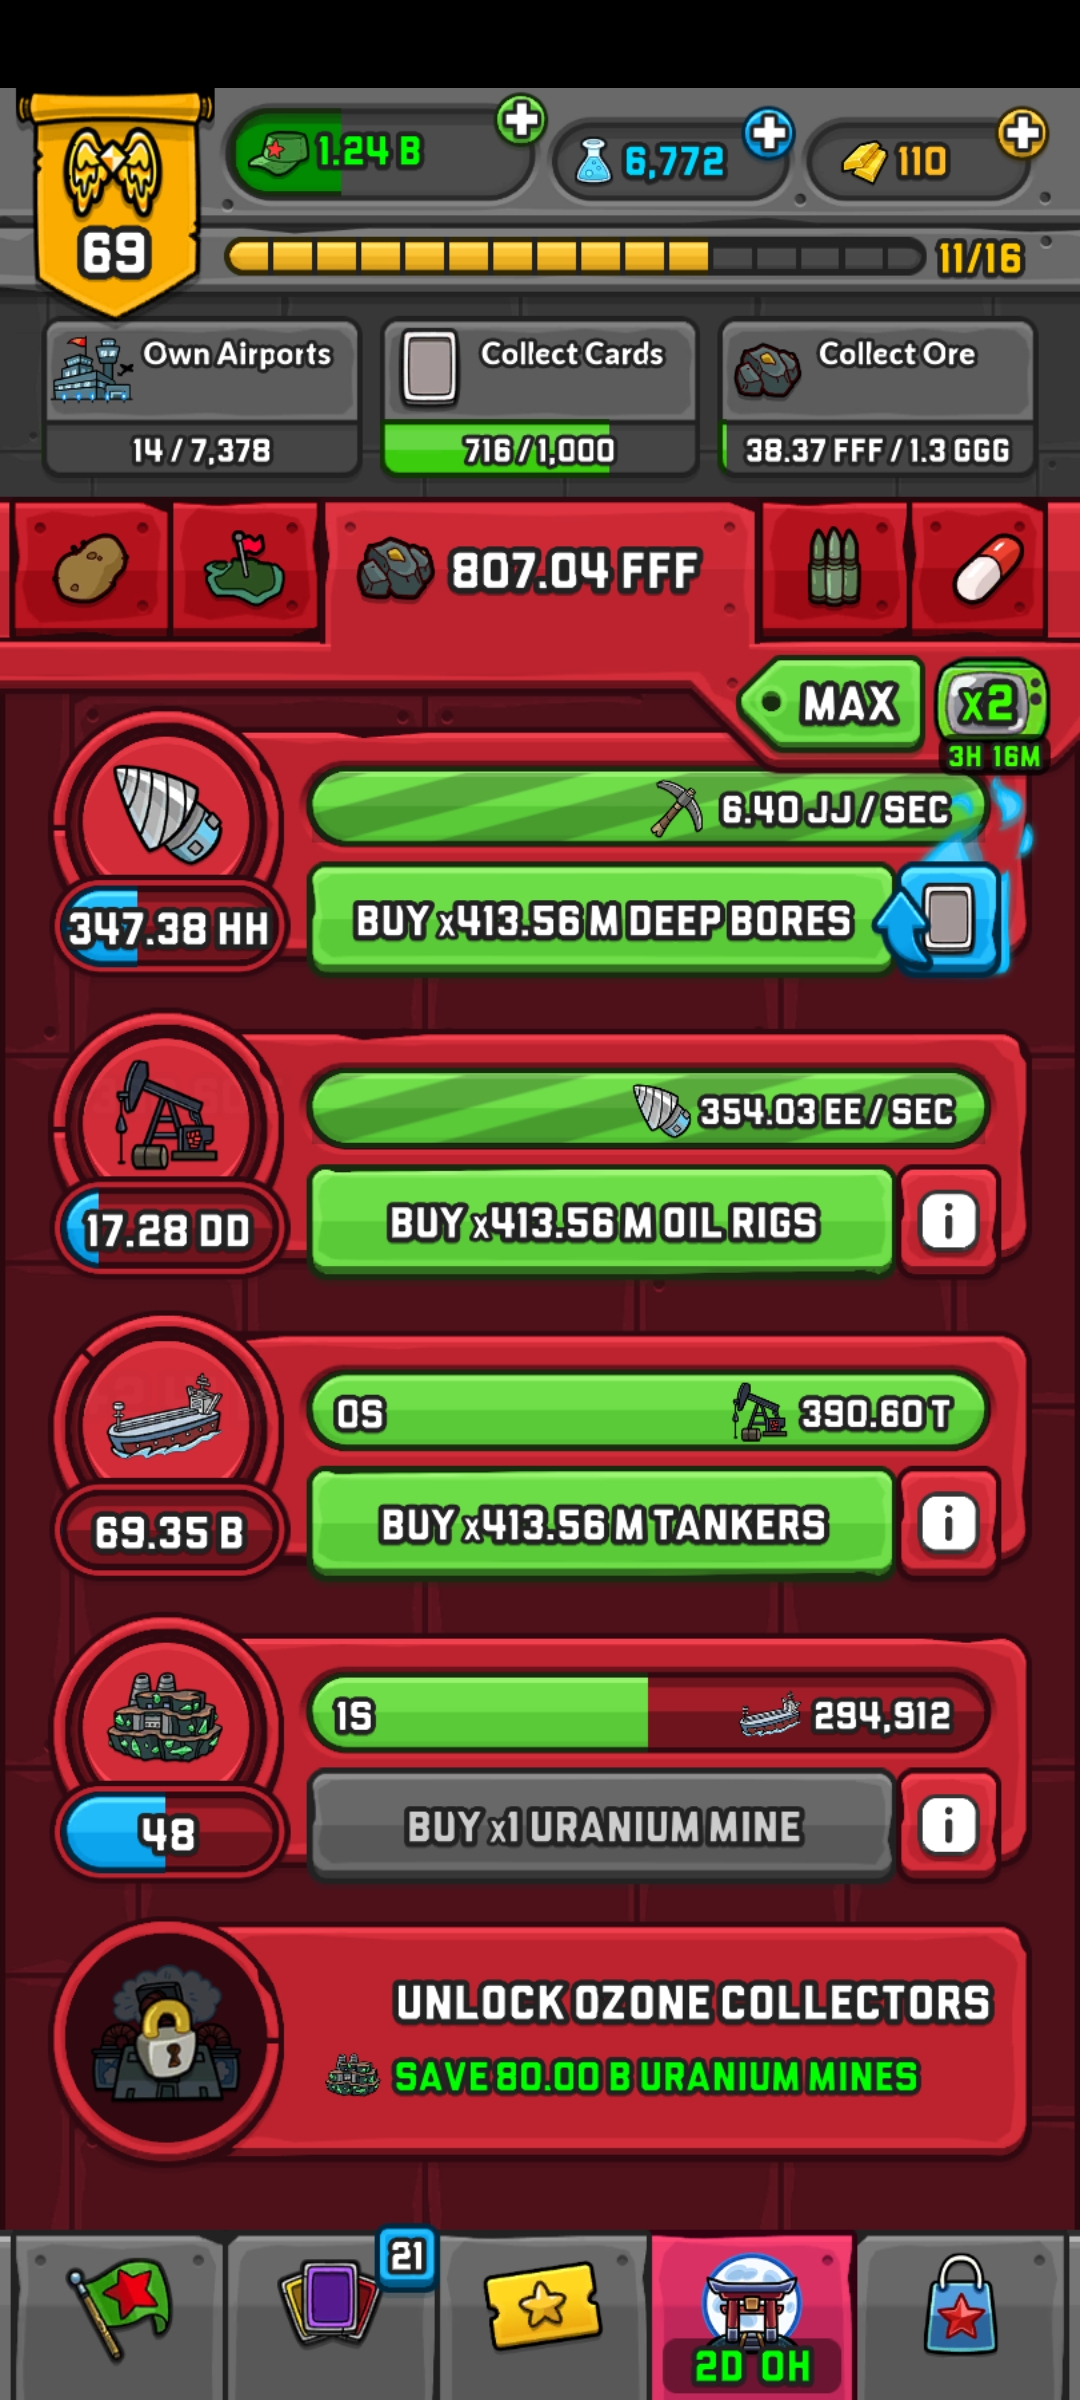 1.24 B
6,772
110
69
11/16
Own Airports
14 / 7,378
Collect Cards
716 / 1,000
Collect Ore
38.37 FFF / 1.3 GGG
807.04 FFF
MAX
x2
3H 16M
6.40 JJ / SEC
347.38 HH
BUY x413.56 M DEEP BORES
354.03 EE / SEC
17.28 DD
BUY x413.56 M OIL RIGS
i
0S
390.60 T
69.35 B
BUY x413.56 M TANKERS
i
1S
294,912
48
BUY x1 URANIUM MINE
i
UNLOCK OZONE COLLECTORS
SAVE 80.00 B URANIUM MINES
21
2D 0H